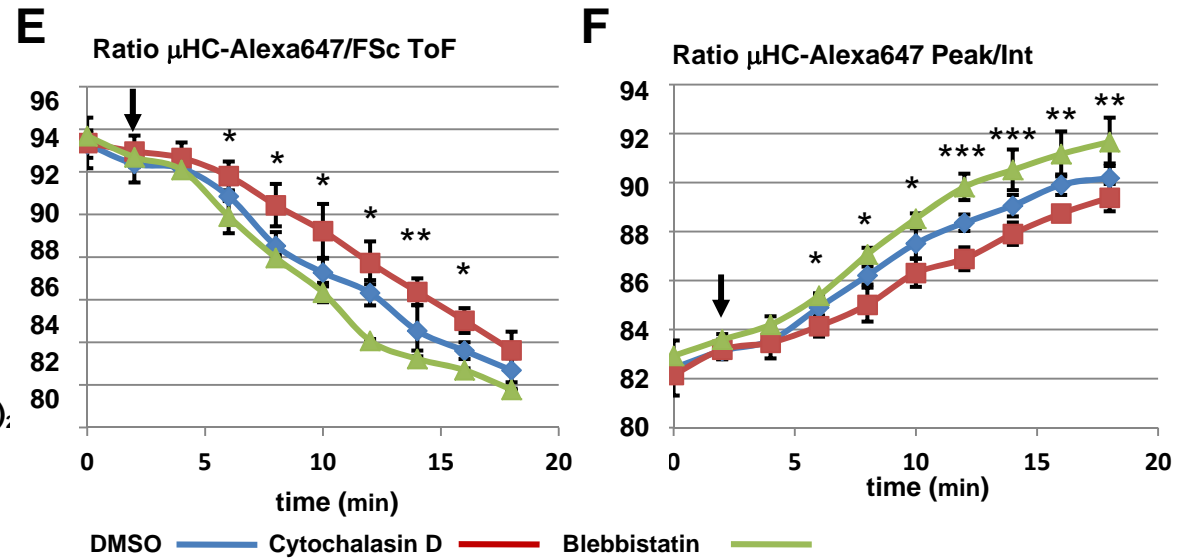 E
Ratio μHC-Alexa647/FSc ToF
96
94
92
90
88
86
84
82
80
* * * * ** *
0 5 10 15 20
time (min)
)₂
F
Ratio μHC-Alexa647 Peak/Int
94
92
90
88
86
84
82
80
* * * *** *** ** **
0 5 10 15 20
time (min)
DMSO Cytochalasin D Blebbistatin